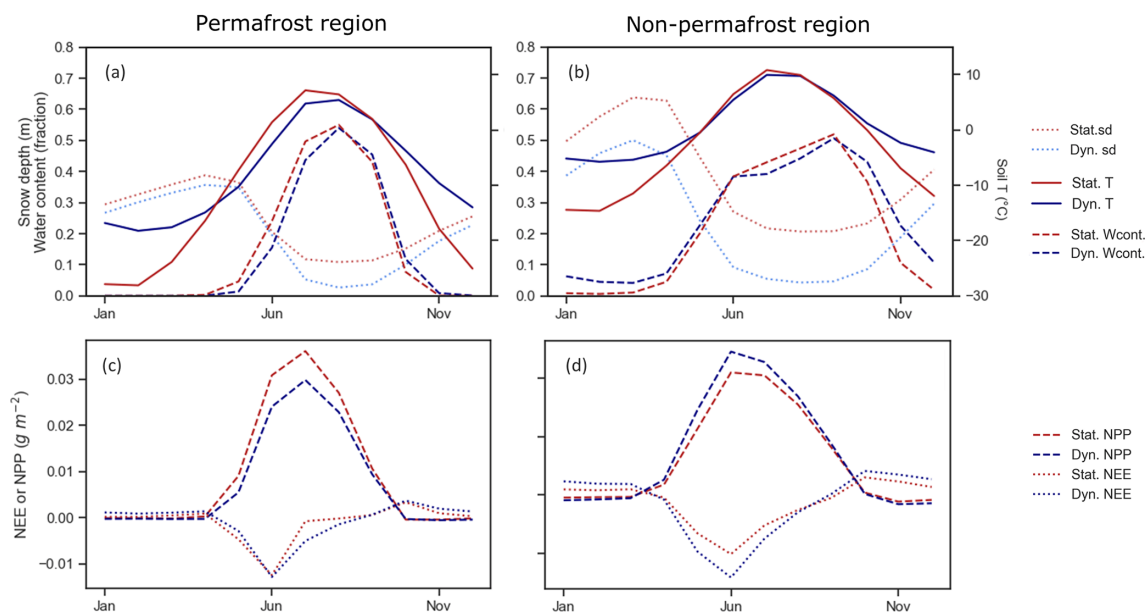 Permafrost region
Non-permafrost region
Snow depth (m)
Water content (fraction)
0.8
0.7
0.6
0.5
0.4
0.3
0.2
0.1
0.0
(a)
Jan
Jun
Nov
0.8
0.7
0.6
0.5
0.4
0.3
0.2
0.1
0.0
(b)
Jan
Jun
Nov
10
0
−10
−20
−30
Soil T (°C)
Stat.sd
Dyn. sd
Stat. T
Dyn. T
Stat. Wcont.
Dyn. Wcont.
NEE or NPP (g m⁻²)
0.03
0.02
0.01
0.00
−0.01
(c)
Jan
Jun
Nov
(d)
Jan
Jun
Nov
Stat. NPP
Dyn. NPP
Stat. NEE
Dyn. NEE